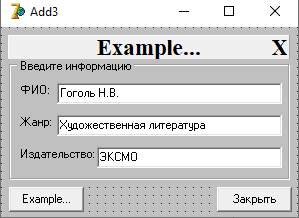 Add3
Example... X
Введите информацию
ФИО: Гоголь Н.В.
Жанр: Художественная литература
Издательство: ЭКСМО
Example... Закрыть